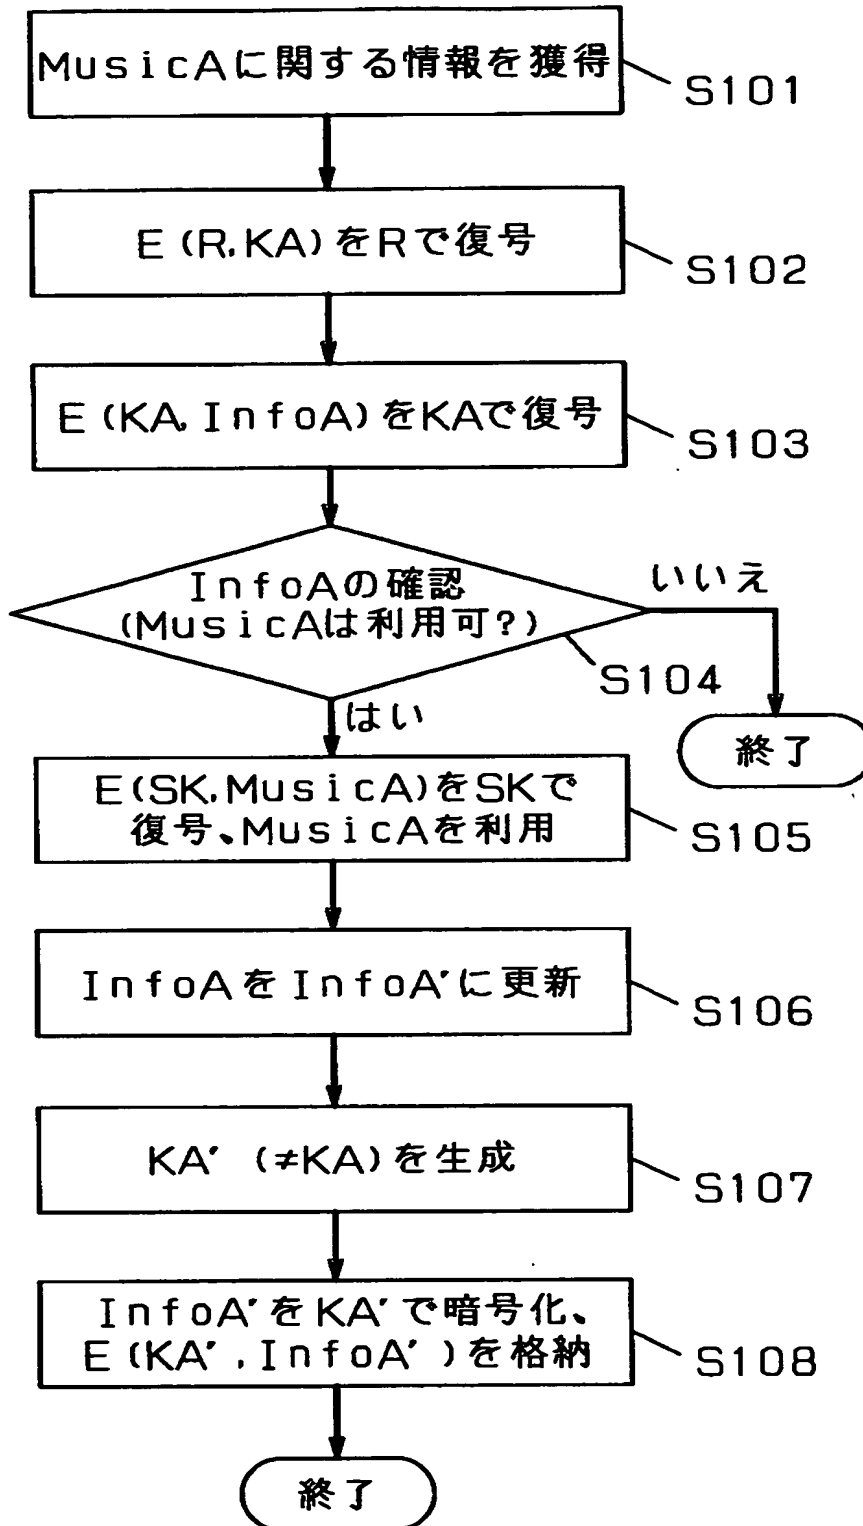 MusicAに関する情報を獲得
S101
E(R,KA)をRで復号
S102
E(KA,InfoA)をKAで復号
S103
InfoAの確認
(MusicAは利用可?)
いいえ
S104
はい
終了
E(SK,MusicA)をSKで
復号、MusicAを利用
S105
InfoAをInfoA'に更新
S106
KA' (≠KA)を生成
S107
InfoA'をKA'で暗号化、
E(KA',InfoA')を格納
S108
終了